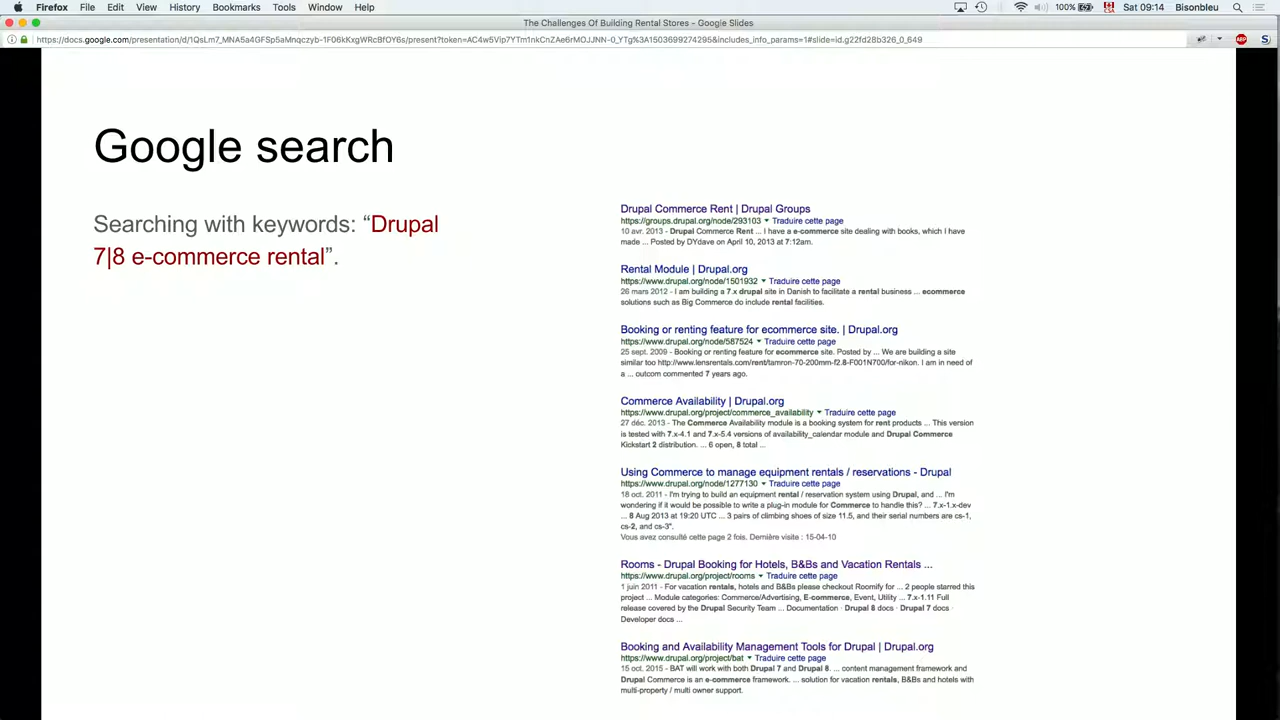 Firefox File Edit View History Bookmarks Tools Window Help 100% Sat 09:14 Bisonbleu
The Challenges Of Building Rental Stores - Google Slides
https://docs.google.com/presentation/d/1QsLm7_MNA5a4GFSp5aMnqczyb-1F06kKxgWRcBfOY6s/present?token=AC4w5Vip7YTm1nkCnZAe6rMOJJNN-0_YTg%3A1503699274295&includes_info_params=1#slide=id.g22fd28b326_0_649
ABP
S
Google search
Searching with keywords: “Drupal
7|8 e-commerce rental”.
Drupal Commerce Rent | Drupal Groups
https://groups.drupal.org/node/293103 ▼ Traduire cette page
10 avr. 2013 - Drupal Commerce Rent ... I have a e-commerce site dealing with books, which I have
made ... Posted by DYdave on April 10, 2013 at 7:12am.
Rental Module | Drupal.org
https://www.drupal.org/node/1501932 ▼ Traduire cette page
26 mars 2012 - I am building a 7.x drupal site in Danish to facilitate a rental business ... ecommerce
solutions such as Big Commerce do include rental facilities.
Booking or renting feature for ecommerce site. | Drupal.org
https://www.drupal.org/node/587524 ▼ Traduire cette page
25 sept. 2009 - Booking or renting feature for ecommerce site. Posted by ... We are building a site
similar too http://www.lensrentals.com/rent/tamron-70-200mm-f2.8-F001N700/for-nikon. I am in need of
a ... outcom commented 7 years ago.
Commerce Availability | Drupal.org
https://www.drupal.org/project/commerce_availability ▼ Traduire cette page
27 déc. 2013 - The Commerce Availability module is a booking system for rent products ... This version
is tested with 7.x-4.1 and 7.x-5.4 versions of availability_calendar module and Drupal Commerce
Kickstart 2 distribution. ... 6 open, 8 total ...
Using Commerce to manage equipment rentals / reservations - Drupal
https://www.drupal.org/node/1277130 ▼ Traduire cette page
18 oct. 2011 - I'm trying to build an equipment rental / reservation system using Drupal, and ... I'm
wondering if it would be possible to write a plug-in module for Commerce to handle this? ... 7.x-1.x-dev
... 8 Aug 2013 at 19:20 UTC ... 3 pairs of climbing shoes of size 11.5, and their serial numbers are cs-1,
cs-2, and cs-3".
Vous avez consulté cette page 2 fois. Dernière visite : 15-04-10
Rooms - Drupal Booking for Hotels, B&Bs and Vacation Rentals ...
https://www.drupal.org/project/rooms ▼ Traduire cette page
1 juin 2011 - For vacation rentals, hotels and B&Bs please checkout Roomify for ... 2 people starred this
project ... Module categories: Commerce/Advertising, E-commerce, Event, Utility ... 7.x-1.11 Full
release covered by the Drupal Security Team ... Documentation · Drupal 8 docs · Drupal 7 docs ·
Developer docs ...
Booking and Availability Management Tools for Drupal | Drupal.org
https://www.drupal.org/project/bat ▼ Traduire cette page
15 oct. 2015 - BAT will work with both Drupal 7 and Drupal 8. ... content management framework and
Drupal Commerce is an e-commerce framework. ... solution for vacation rentals, B&Bs and hotels with
multi-property / multi owner support.